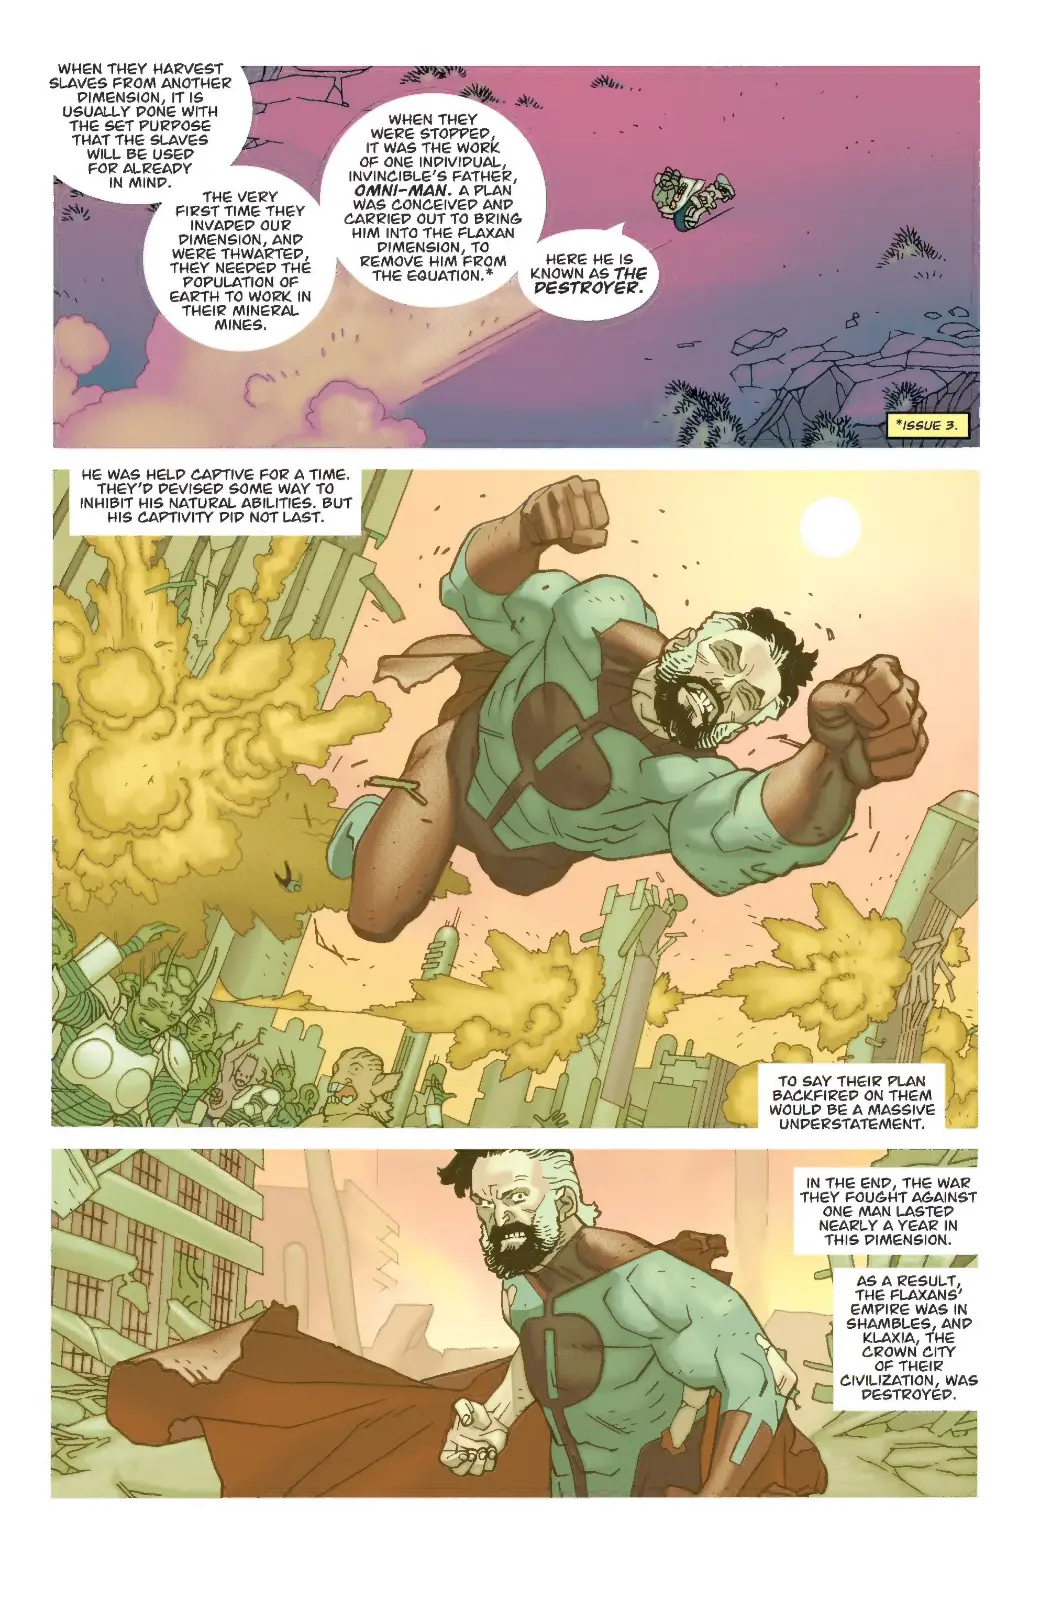 WHEN THEY HARVEST
SLAVES FROM ANOTHER
DIMENSION, IT IS
USUALLY DONE WITH
THE SET PURPOSE
THAT THE SLAVES
WILL BE USED
FOR ALREADY
IN MIND.
THE VERY
FIRST TIME THEY
INVADED OUR
DIMENSION, AND
WERE THWARTED,
THEY NEEDED THE
POPULATION OF
EARTH TO WORK IN
THEIR MINERAL
MINES.
WHEN THEY
WERE STOPPED,
IT WAS THE WORK
OF ONE INDIVIDUAL,
INVINCIBLE'S FATHER,
OMNI-MAN. A PLAN
WAS CONCEIVED AND
CARRIED OUT TO BRING
HIM INTO THE FLAXAN
DIMENSION, TO
REMOVE HIM FROM
THE EQUATION.*
HERE HE IS
KNOWN AS THE
DESTROYER.
*ISSUE 3.
HE WAS HELD CAPTIVE FOR A TIME.
THEY'D DEVISED SOME WAY TO
INHIBIT HIS NATURAL ABILITIES. BUT
HIS CAPTIVITY DID NOT LAST.
TO SAY THEIR PLAN
BACKFIRED ON THEM
WOULD BE A MASSIVE
UNDERSTATEMENT.
IN THE END, THE WAR
THEY FOUGHT AGAINST
ONE MAN LASTED
NEARLY A YEAR IN
THIS DIMENSION.
AS A RESULT,
THE FLAXANS'
EMPIRE WAS IN
SHAMBLES, AND
KLAXIA, THE
CROWN CITY
OF THEIR
CIVILIZATION, WAS
DESTROYED.